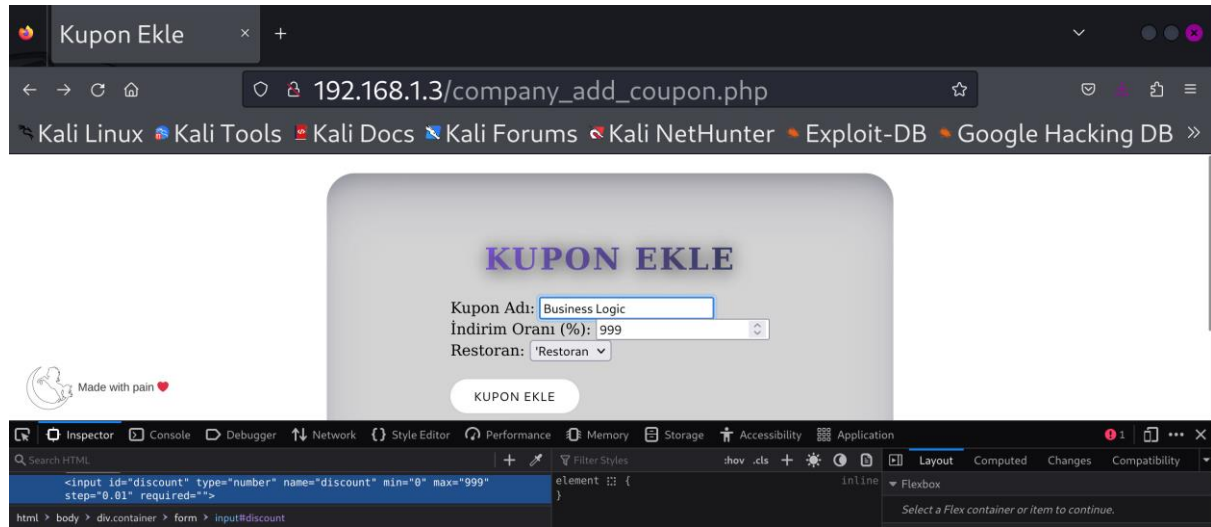 Kupon Ekle × +
192.168.1.3/company_add_coupon.php
Kali Linux Kali Tools Kali Docs Kali Forums Kali NetHunter Exploit-DB Google Hacking DB »
KUPON EKLE
Kupon Adı: Business Logic
İndirim Oranı (%): 999
Restoran: 'Restoran
Made with pain ❤
KUPON EKLE
Inspector Console Debugger Network {} Style Editor Performance Memory Storage Accessibility Application 1 ... ×
Search HTML + Filter Styles :hov .cls + Layout Computed Changes Compatibility
<input id="discount" type="number" name="discount" min="0" max="999"
step="0.01" required="">
element { inline
}
Flexbox
Select a Flex container or item to continue.
html > body > div.container > form > input#discount